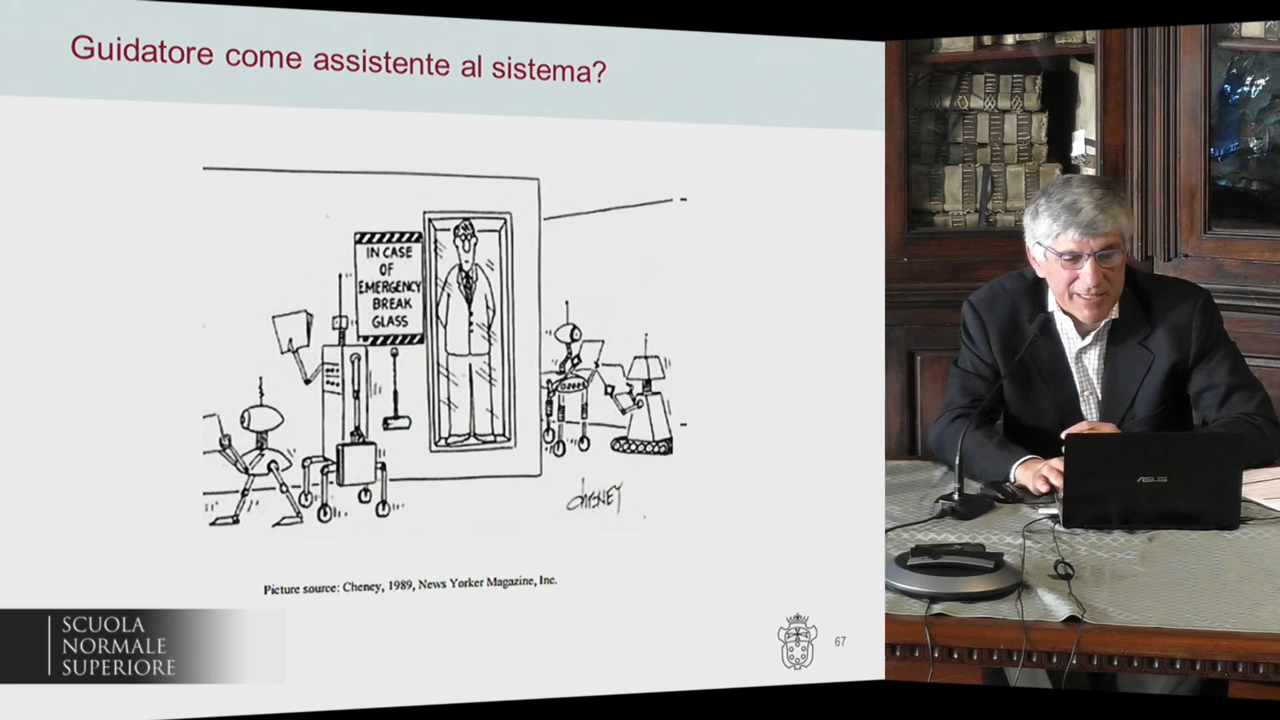 Guidatore come assistente al sistema?
IN CASE
OF
EMERGENCY
BREAK
GLASS
CHENEY
Picture source: Cheney, 1989, News Yorker Magazine, Inc.
SCUOLA
NORMALE
SUPERIORE
67
ASUS